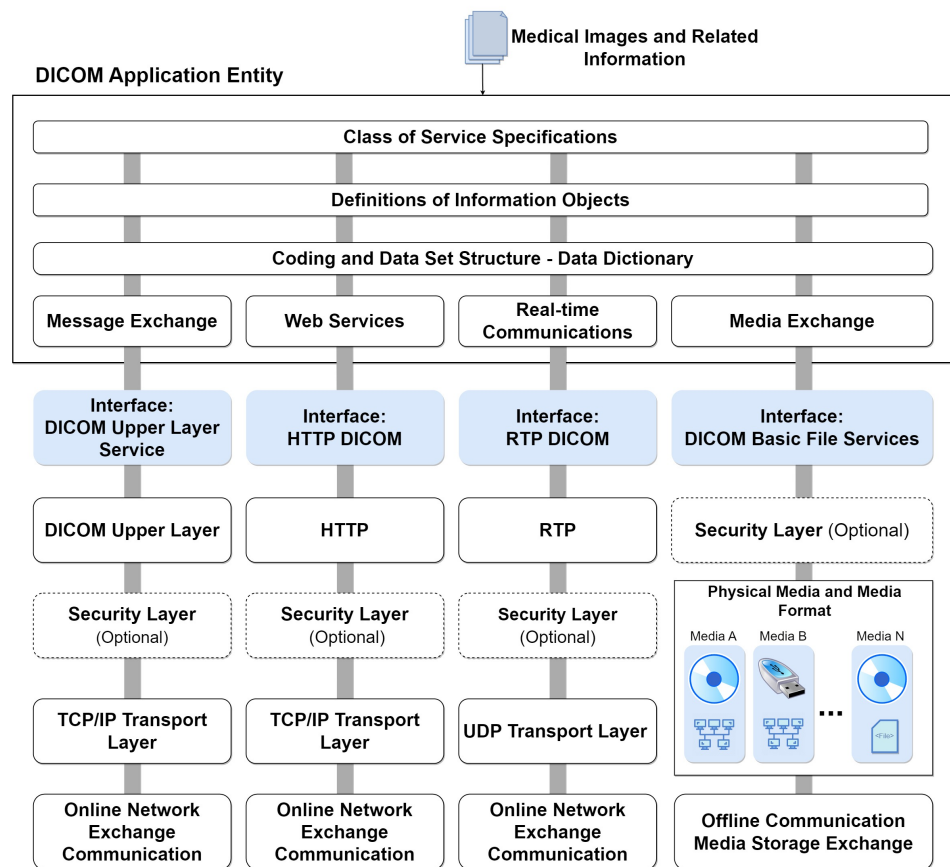 Medical Images and Related
Information
DICOM Application Entity
Class of Service Specifications
Definitions of Information Objects
Coding and Data Set Structure - Data Dictionary
Message Exchange
Web Services
Real-time
Communications
Media Exchange
Interface:
DICOM Upper Layer
Service
Interface:
HTTP DICOM
Interface:
RTP DICOM
Interface:
DICOM Basic File Services
DICOM Upper Layer
HTTP
RTP
Security Layer (Optional)
Security Layer
(Optional)
Security Layer
(Optional)
Security Layer
(Optional)
Physical Media and Media
Format
Media A
Media B
Media N
...
<File>
TCP/IP Transport
Layer
TCP/IP Transport
Layer
UDP Transport Layer
Online Network
Exchange
Communication
Online Network
Exchange
Communication
Online Network
Exchange
Communication
Offline Communication
Media Storage Exchange